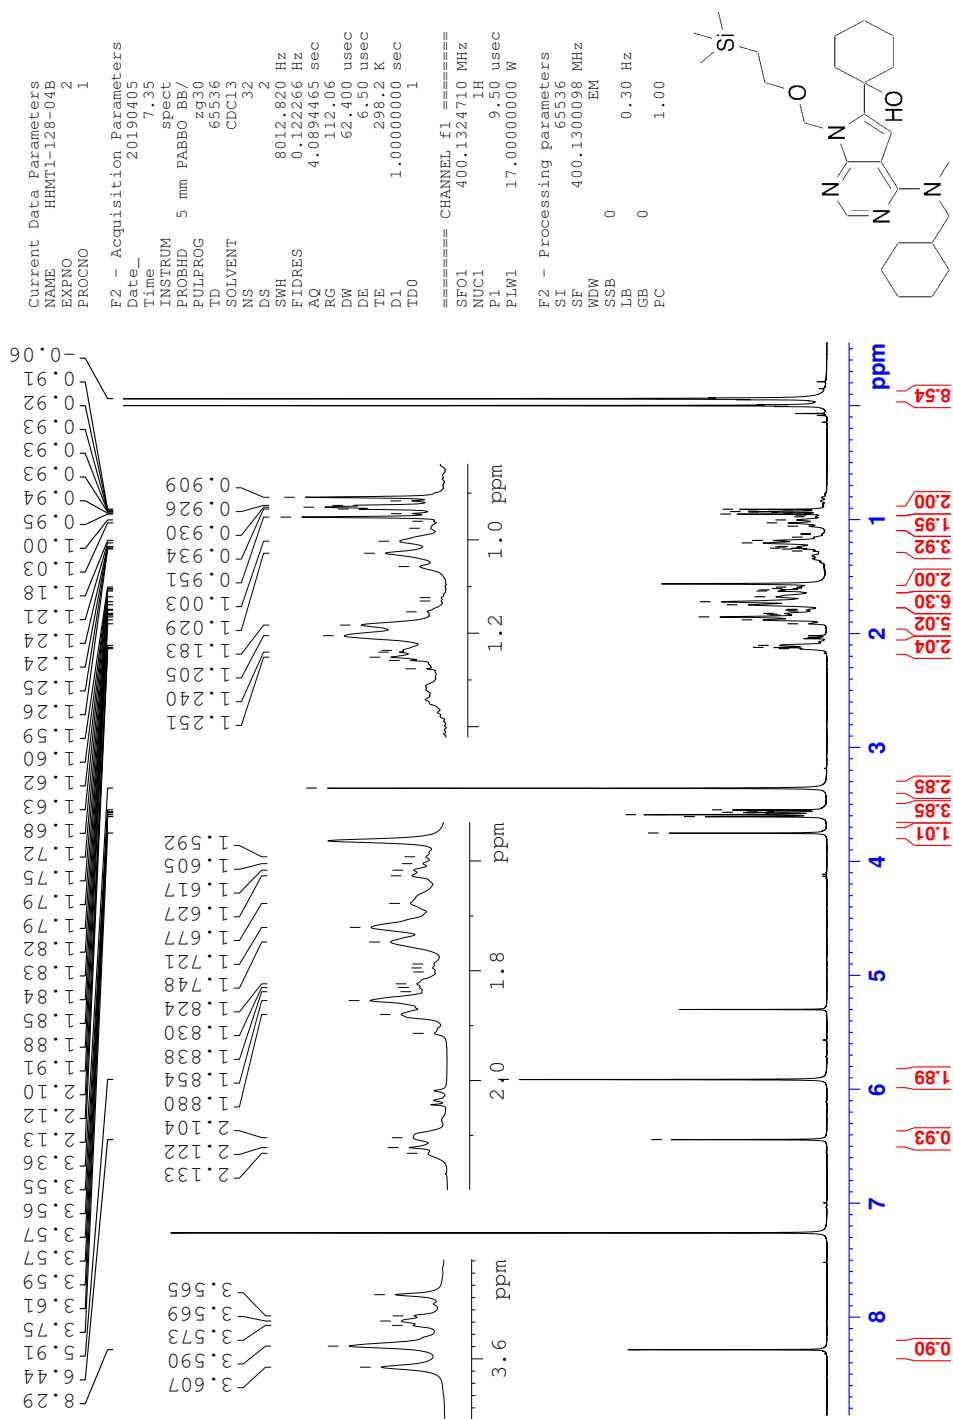 Current Data Parameters
NAME HHMT1-128-04B
EXPNO 2
PROCNO 1
F2 - Acquisition Parameters
Date_ 20190405
Time 7.35
INSTRUM spect
PROBHD 5 mm PABBO BB/
PULPROG zg30
TD 65536
SOLVENT CDCl3
NS 32
DS 2
SWH 8012.820 Hz
FIDRES 0.122266 Hz
AQ 4.0894465 sec
RG 112.06
DW 62.400 usec
DE 6.50 usec
TE 298.2 K
D1 1.00000000 sec
TD0 1
======== CHANNEL f1 ========
SFO1 400.1324710 MHz
NUC1 1H
P1 9.50 usec
PLW1 17.00000000 W
F2 - Processing parameters
SI 65536
SF 400.1300098 MHz
WDW EM
SSB 0
LB 0.30 Hz
GB 0
PC 1.00
Si
O
HO
N
N
N
N
8.29
6.44
5.91
3.75
3.61
3.59
3.57
3.57
3.56
3.55
3.36
2.13
2.12
2.10
1.91
1.88
1.85
1.84
1.83
1.82
1.79
1.79
1.75
1.72
1.68
1.63
1.62
1.60
1.59
1.26
1.25
1.24
1.24
1.21
1.18
1.03
1.00
0.95
0.94
0.93
0.93
0.92
0.91
-0.06
3.607
3.590
3.573
3.569
3.565
3.6 ppm
2.133
2.122
2.104
1.880
1.854
1.838
1.830
1.824
1.748
1.721
1.677
1.627
1.617
1.605
1.592
2.0 1.8 ppm
1.251
1.240
1.205
1.183
1.029
1.003
0.951
0.934
0.930
0.926
0.909
1.2 1.0 ppm
8 7 6 5 4 3 2 1 ppm
0.90
0.93
1.89
1.01
3.85
2.85
2.04
5.02
6.30
2.00
3.92
1.95
2.00
8.54